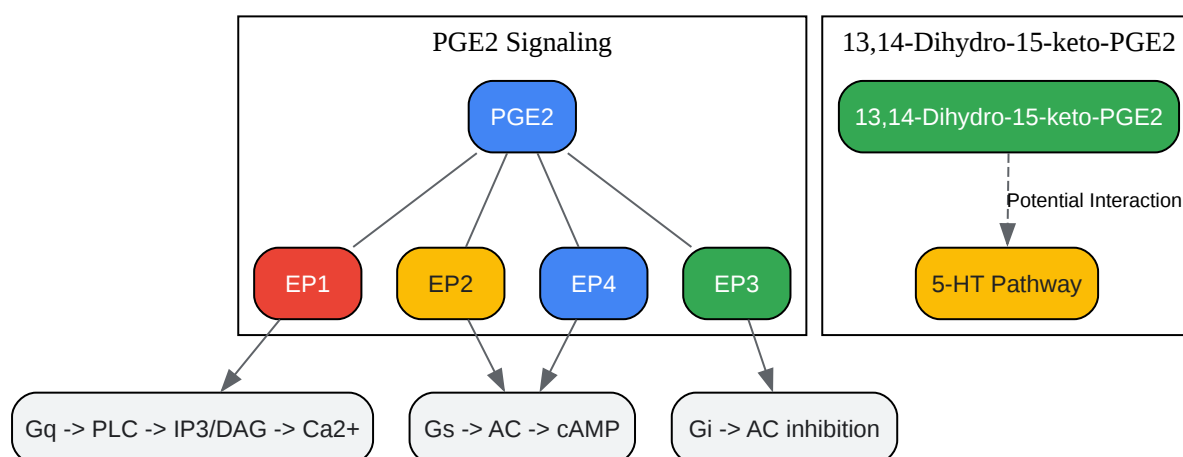 PGE2 Signaling
13,14-Dihydro-15-keto-PGE2
PGE2
13,14-Dihydro-15-keto-PGE2
Potential Interaction
EP1
EP2
EP4
EP3
5-HT Pathway
Gq -> PLC -> IP3/DAG -> Ca2+
Gs -> AC -> cAMP
Gi -> AC inhibition